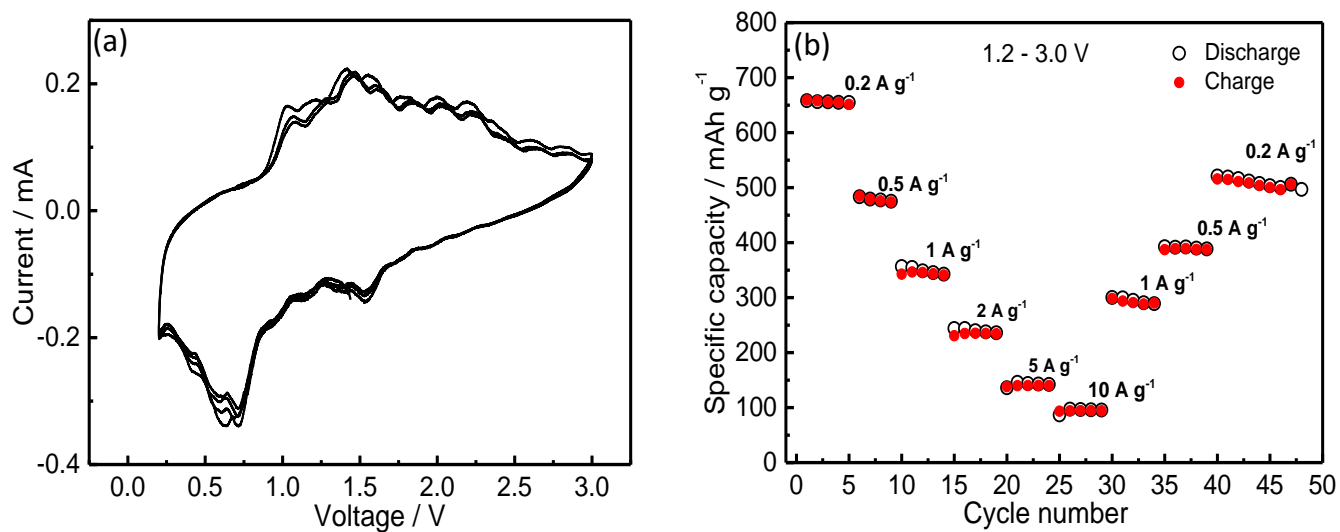 (a)
0.2
0.0
-0.2
-0.4
Current / mA
0.0 0.5 1.0 1.5 2.0 2.5 3.0
Voltage / V
(b)
1.2 - 3.0 V
Discharge
Charge
800
700
600
500
400
300
200
100
0
Specific capacity / mAh g⁻¹
0.2 A g⁻¹
0.5 A g⁻¹
1 A g⁻¹
2 A g⁻¹
5 A g⁻¹
10 A g⁻¹
1 A g⁻¹
0.5 A g⁻¹
0.2 A g⁻¹
0 5 10 15 20 25 30 35 40 45 50
Cycle number